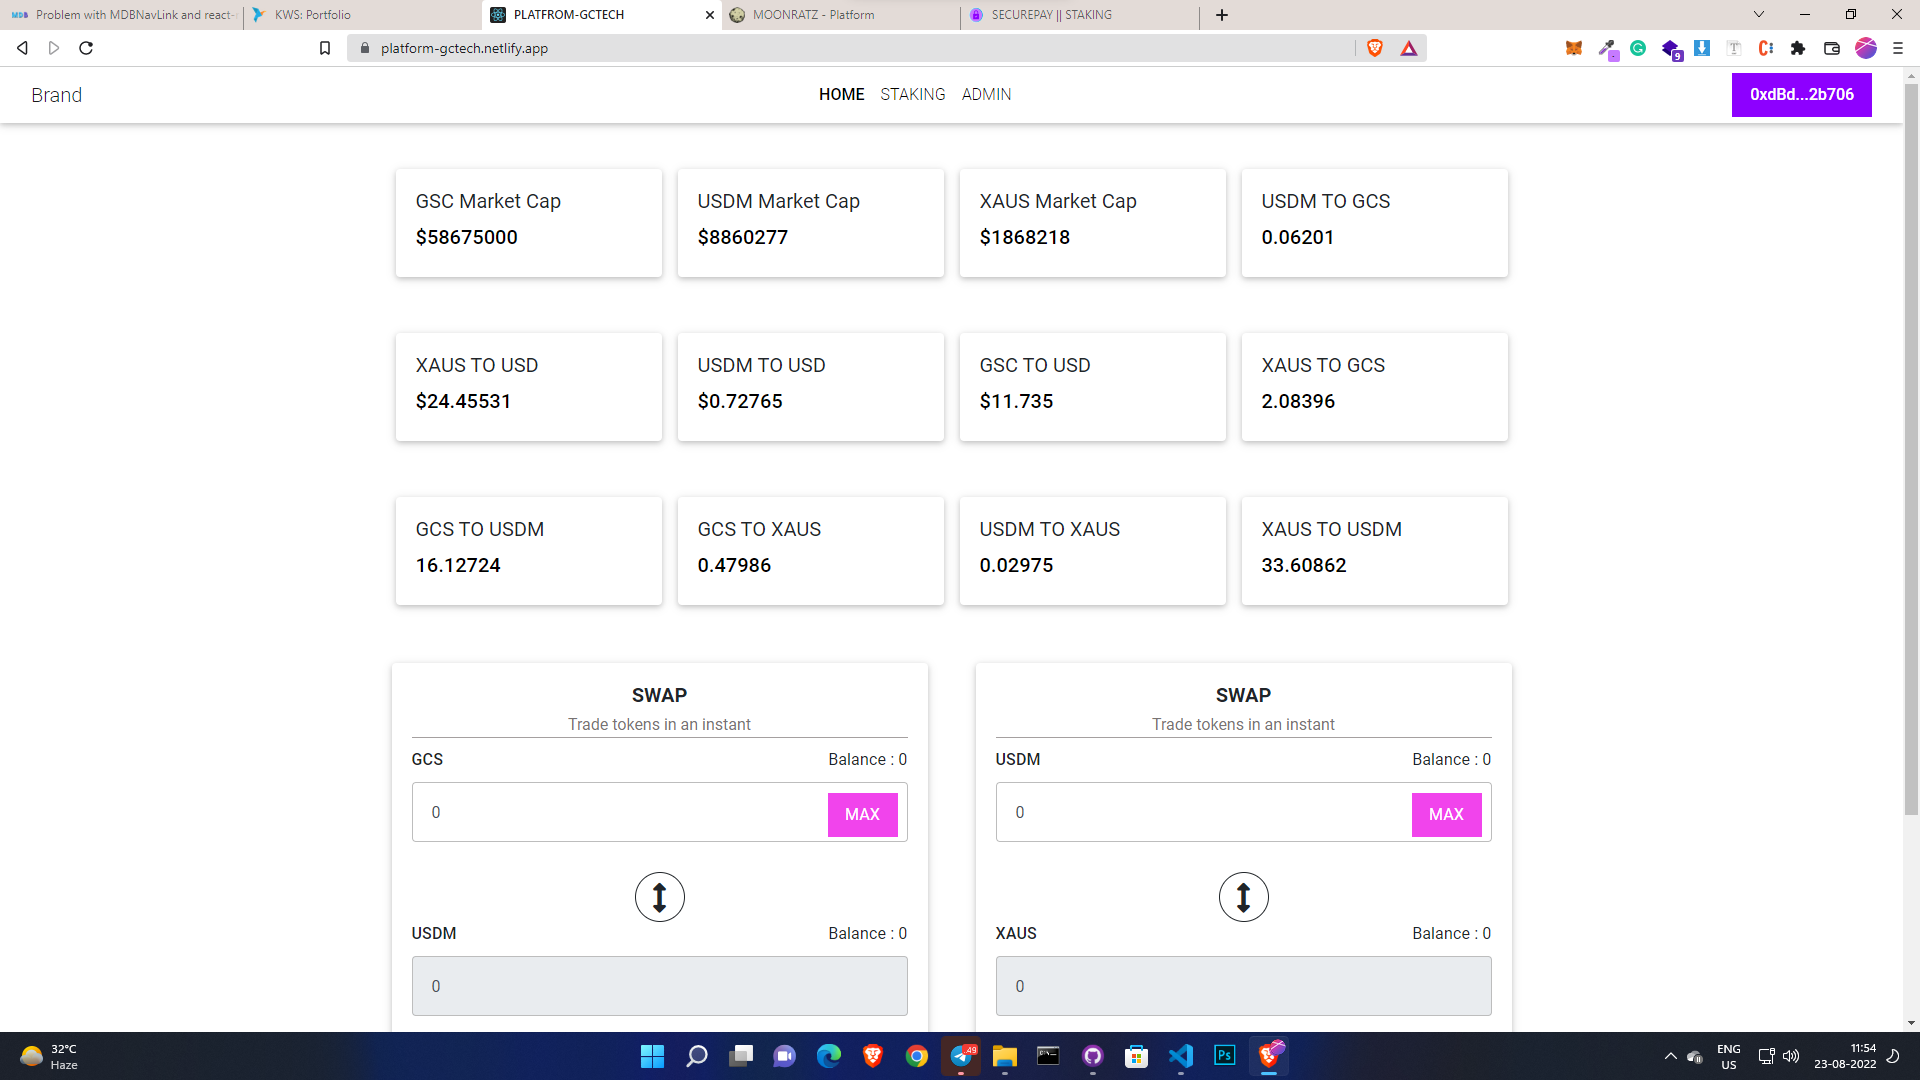 Problem with MDBNavLink and react-
KWS: Portfolio
PLATFROM-GCTECH
MOONRATZ - Platform
SECUREPAY || STAKING
platform-gctech.netlify.app
9
Brand
HOME
STAKING
ADMIN
0xdBd...2b706
GSC Market Cap
$58675000
USDM Market Cap
$8860277
XAUS Market Cap
$1868218
USDM TO GCS
0.06201
XAUS TO USD
$24.45531
USDM TO USD
$0.72765
GSC TO USD
$11.735
XAUS TO GCS
2.08396
GCS TO USDM
16.12724
GCS TO XAUS
0.47986
USDM TO XAUS
0.02975
XAUS TO USDM
33.60862
SWAP
Trade tokens in an instant
GCS
Balance : 0
0
MAX
USDM
Balance : 0
0
SWAP
Trade tokens in an instant
USDM
Balance : 0
0
MAX
XAUS
Balance : 0
0
32°C
Haze
49
Ps
ENG
US
11:54
23-08-2022